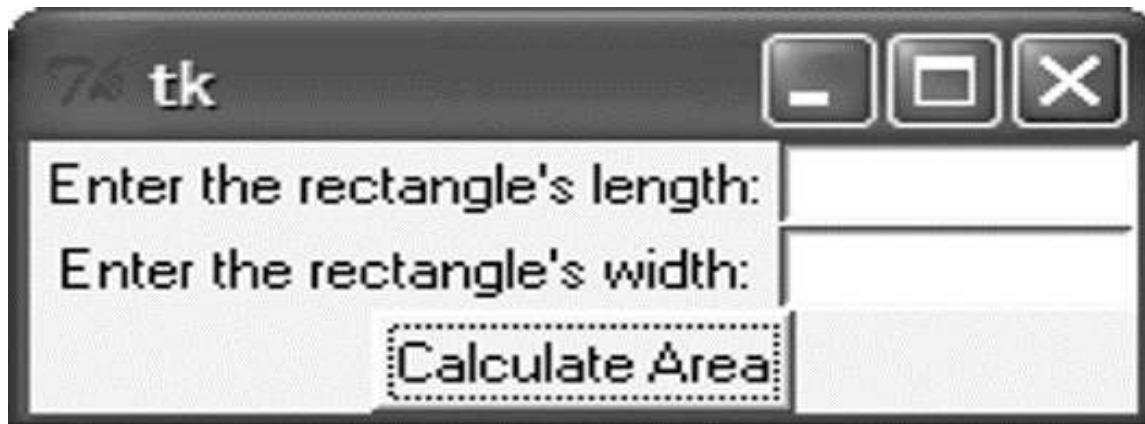 tk
Enter the rectangle's length:
Enter the rectangle's width:
Calculate Area